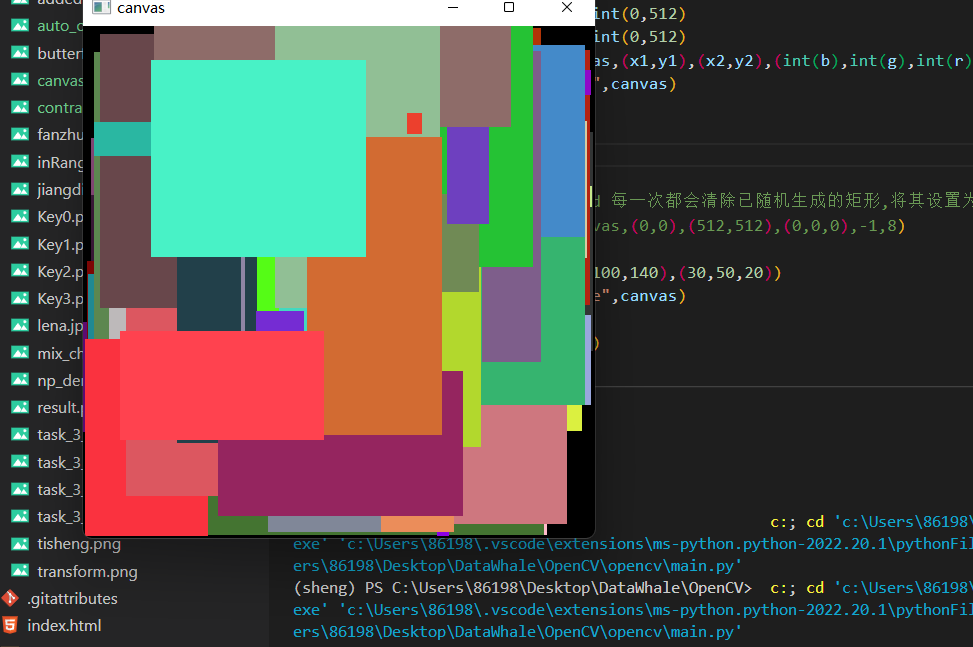 canvas
auto_c
butter
canvas
contra
fanzhu
inRang
jiangd
Key0.p
Key1.p
Key2.p
Key3.p
lena.jp
mix_ch
np_der
result.p
task_3_
task_3_
task_3_
task_3_
tisheng.png
transform.png
.gitattributes
index.html
int(0,512)
int(0,512)
as,(x1,y1),(x2,y2),(int(b),int(g),int(r)
",canvas)
每一次都会清除已随机生成的矩形,将其设置为
vas,(0,0),(512,512),(0,0,0),-1,8)
100,140),(30,50,20))
e",canvas)
)
c:; cd 'c:\Users\86198\
exe' 'c:\Users\86198\.vscode\extensions\ms-python.python-2022.20.1\pythonFil
ers\86198\Desktop\DataWhale\OpenCV\opencv\main.py'
(sheng) PS C:\Users\86198\Desktop\DataWhale\OpenCV> c:; cd 'c:\Users\86198\
exe' 'c:\Users\86198\.vscode\extensions\ms-python.python-2022.20.1\pythonFil
ers\86198\Desktop\DataWhale\OpenCV\opencv\main.py'